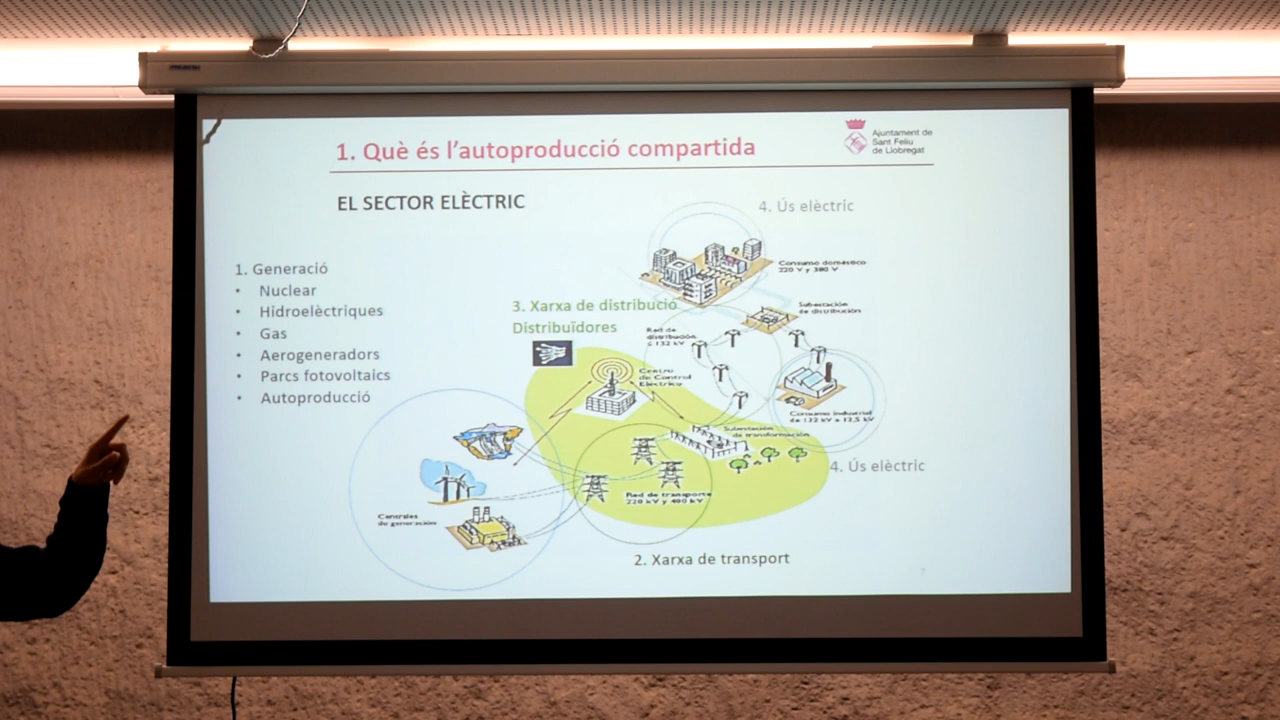 1. Què és l'autoproducció compartida
Ajuntament de
Sant Feliu
de Llobregat
EL SECTOR ELÈCTRIC
4. Ús elèctric
1. Generació
• Nuclear
• Hidroelèctriques
• Gas
• Aerogeneradors
• Parcs fotovoltaics
• Autoproducció
3. Xarxa de distribució
Distribuïdores
Consumo doméstico
220 V y 380 V
Subestación
de distribución
Red de
distribución
≤ 132 kV
Centro
de Control
Eléctrico
Consumo industrial
de 132 kV a 12,5 kV
Subestación
de transformación
4. Ús elèctric
Red de transporte
220 kV y 400 kV
Centrales
de generación
2. Xarxa de transport
7